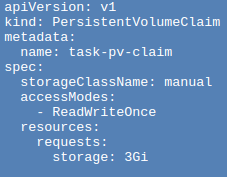 apiVersion: v1
kind: PersistentVolumeClaim
metadata:
  name: task-pv-claim
spec:
  storageClassName: manual
  accessModes:
    - ReadWriteOnce
  resources:
    requests:
      storage: 3Gi